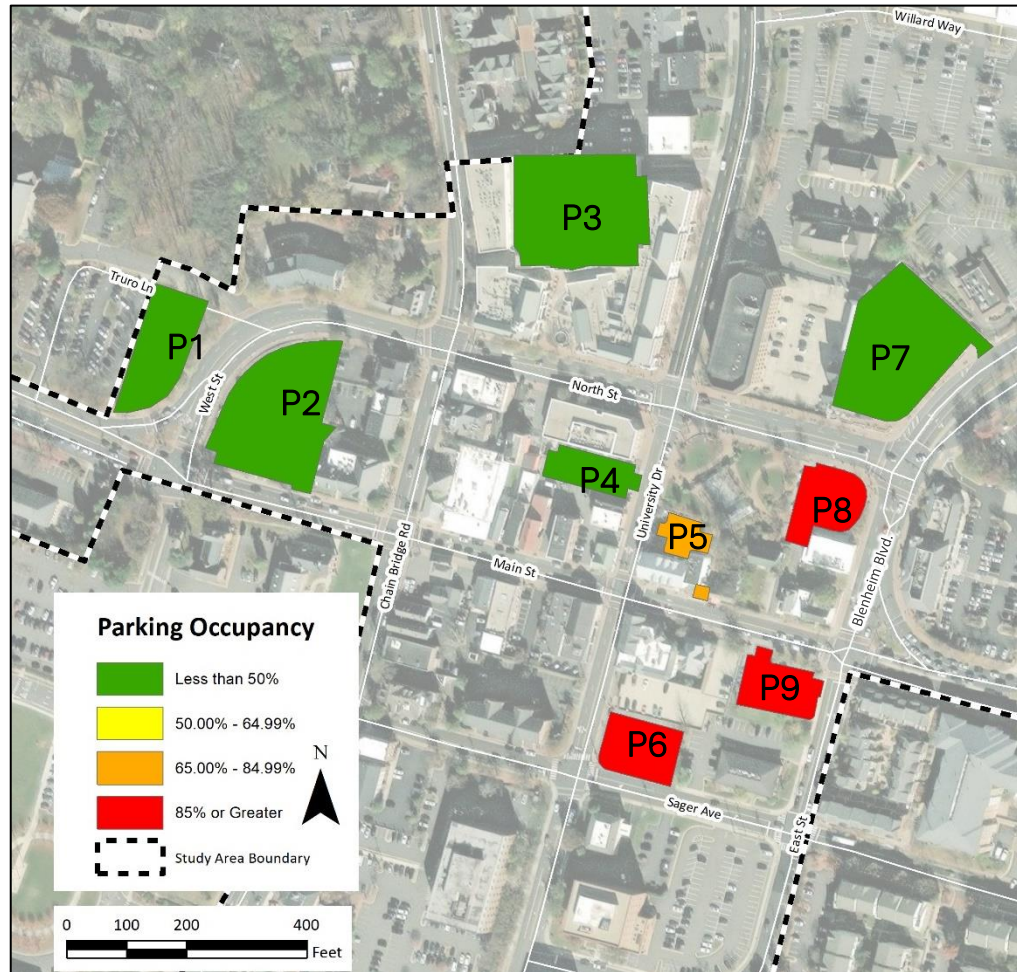 Willard Way
P3
Truro Ln
P1
West St
P2
North St
P7
P4
University Dr
P5
P8
Main St
Chain Bridge Rd
Blenheim Blvd.
P9
P6
Sager Ave
East St
Parking Occupancy
Less than 50%
50.00% - 64.99%
65.00% - 84.99%
85% or Greater
N
Study Area Boundary
0 100 200 400
Feet